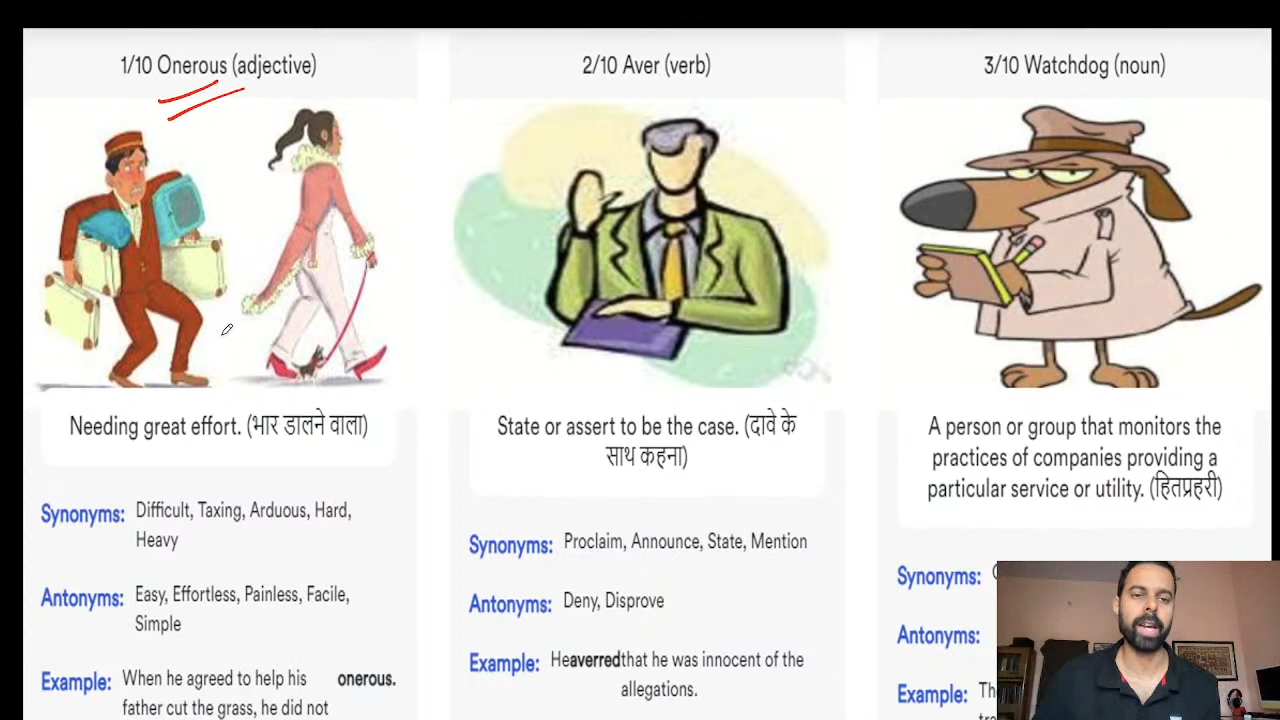 1/10 Onerous (adjective)
Needing great effort. (भार डालने वाला)
Synonyms: Difficult, Taxing, Arduous, Hard,
Heavy
Antonyms: Easy, Effortless, Painless, Facile,
Simple
Example: When he agreed to help his onerous.
father cut the grass, he did not
2/10 Aver (verb)
State or assert to be the case. (दावे के
साथ कहना)
Synonyms: Proclaim, Announce, State, Mention
Antonyms: Deny, Disprove
Example: Heaverredthat he was innocent of the
allegations.
3/10 Watchdog (noun)
A person or group that monitors the
practices of companies providing a
particular service or utility. (हितप्रहरी)
Synonyms:
Antonyms:
Example: